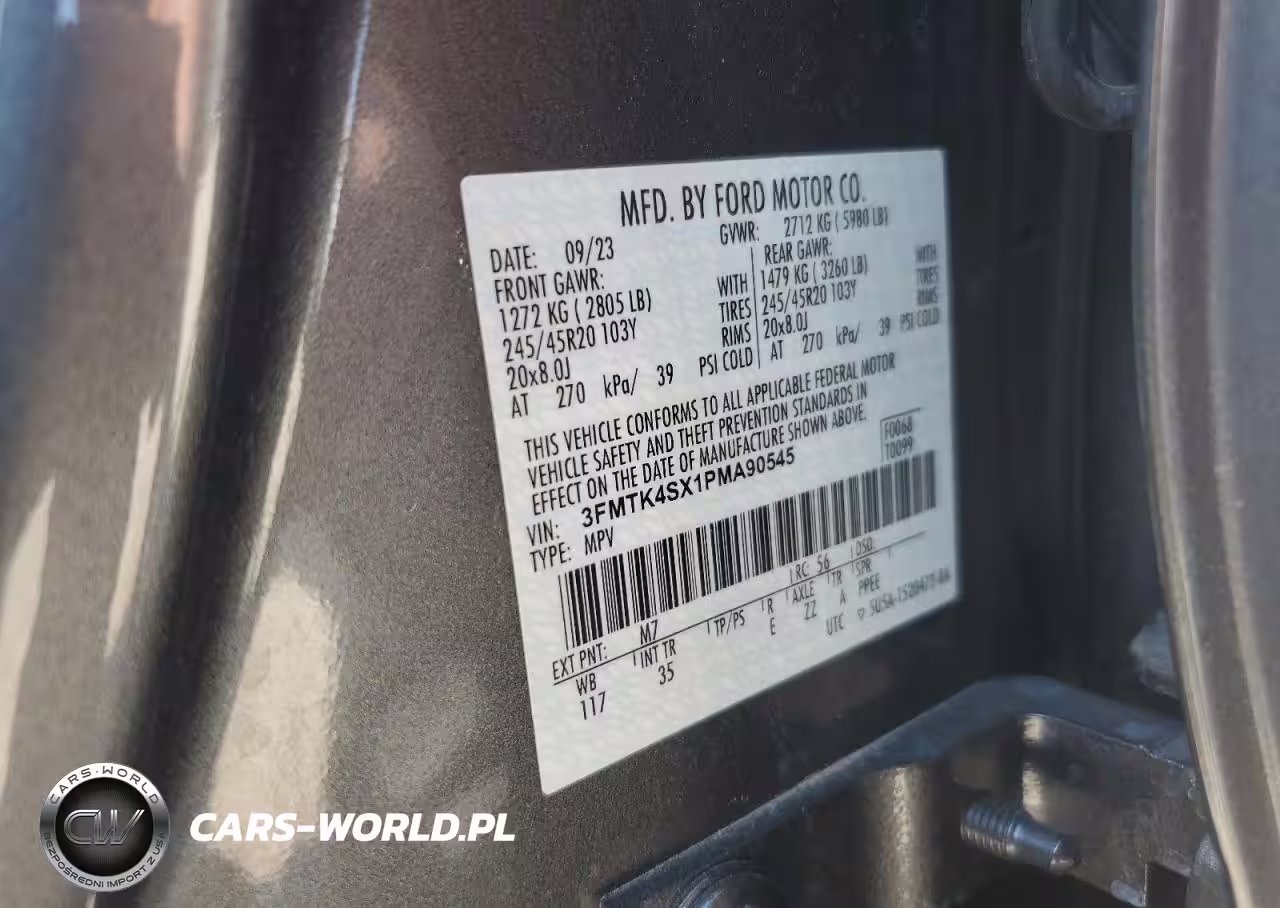 MFD. BY FORD MOTOR CO.
DATE: 09/23
GVWR: 2712 KG ( 5980 LB)
FRONT GAWR:
1272 KG ( 2805 LB) WITH
245/45R20 103Y TIRES
20x8.0J RIMS
AT 270 kPa/ 39 PSI COLD
REAR GAWR:
1479 KG ( 3260 LB) WITH
245/45R20 103Y TIRES
20x8.0J RIMS
AT 270 kPa/ 39 PSI COLD
THIS VEHICLE CONFORMS TO ALL APPLICABLE FEDERAL MOTOR
VEHICLE SAFETY AND THEFT PREVENTION STANDARDS IN
EFFECT ON THE DATE OF MANUFACTURE SHOWN ABOVE.
F0068
T0099
VIN: 3FMTK4SX1PMA90545
TYPE: MPV
EXT PNT: M7 RC: 56 DSO:
WB INT TR TP/PS R AXLE TR SPR
117 35 E ZZ A PPEE
UTC
CARS-WORLD
CW
BEZPOŚREDNI IMPORT Z USA
CARS-WORLD.PL